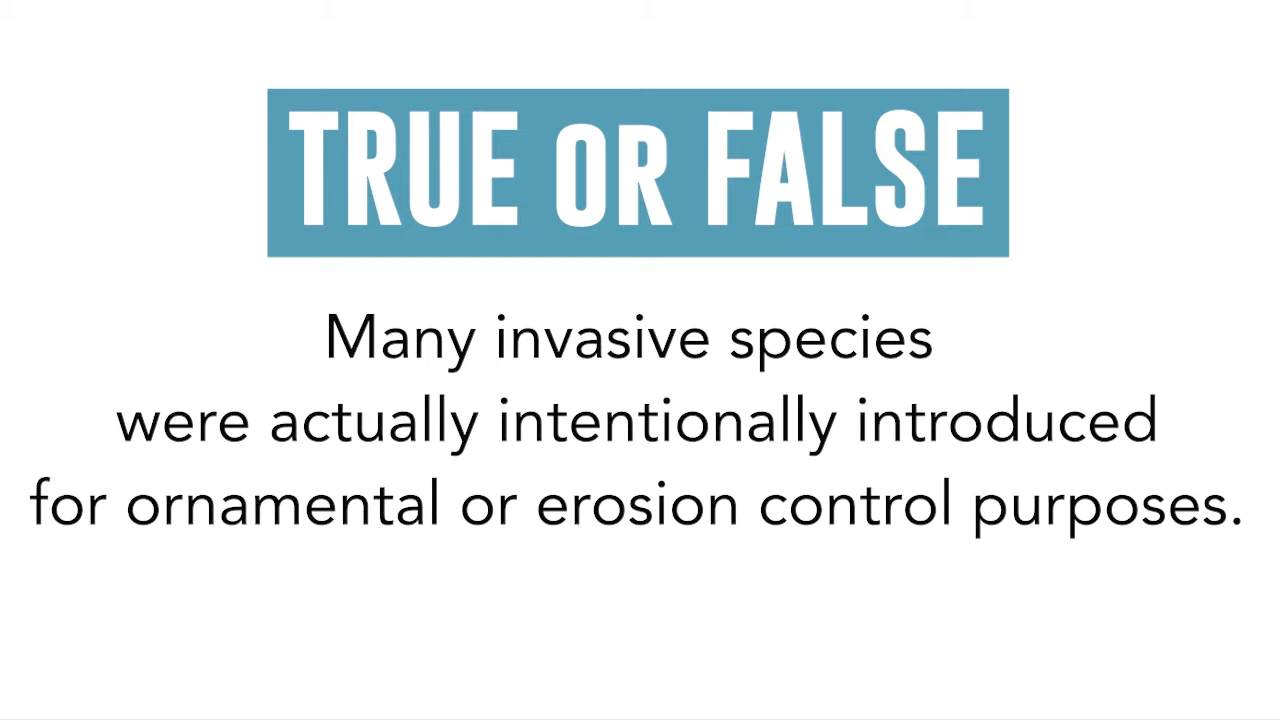 TRUE OR FALSE
Many invasive species
were actually intentionally introduced
for ornamental or erosion control purposes.